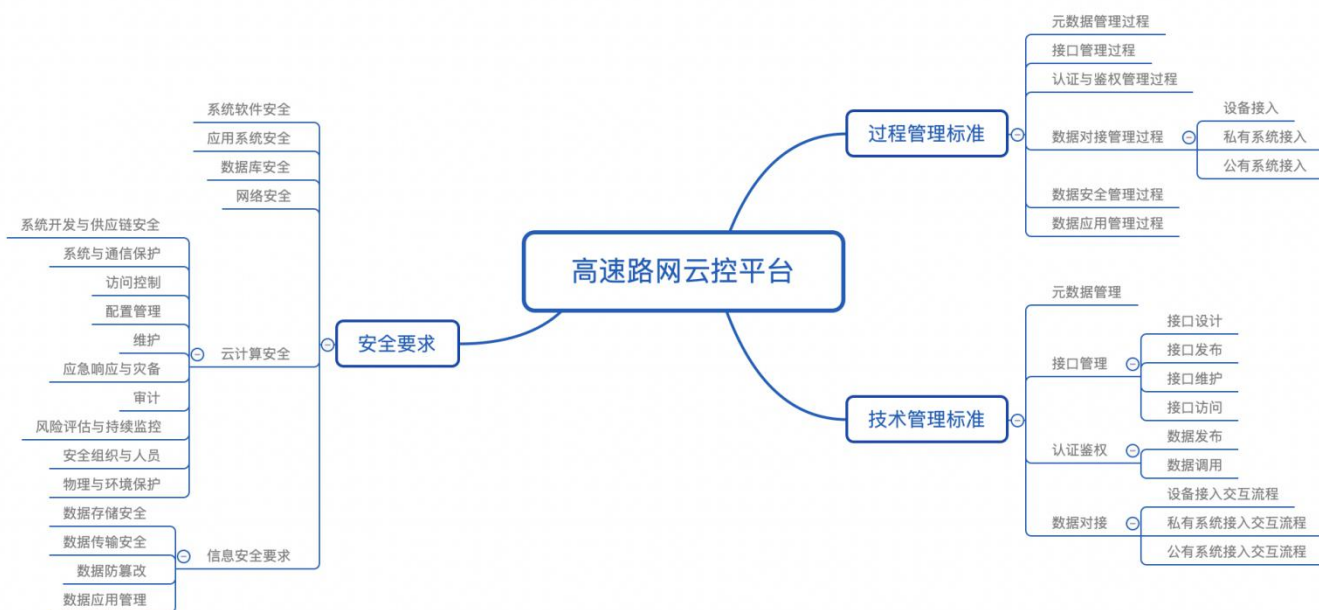 高速路网云控平台
过程管理标准
元数据管理过程
接口管理过程
认证与鉴权管理过程
数据对接管理过程
设备接入
私有系统接入
公有系统接入
数据安全管理过程
数据应用管理过程
技术管理标准
元数据管理
接口管理
接口设计
接口发布
接口维护
接口访问
认证鉴权
数据发布
数据调用
数据对接
设备接入交互流程
私有系统接入交互流程
公有系统接入交互流程
安全要求
系统软件安全
应用系统安全
数据库安全
网络安全
云计算安全
系统开发与供应链安全
系统与通信保护
访问控制
配置管理
维护
应急响应与灾备
审计
风险评估与持续监控
安全组织与人员
物理与环境保护
信息安全要求
数据存储安全
数据传输安全
数据防篡改
数据应用管理